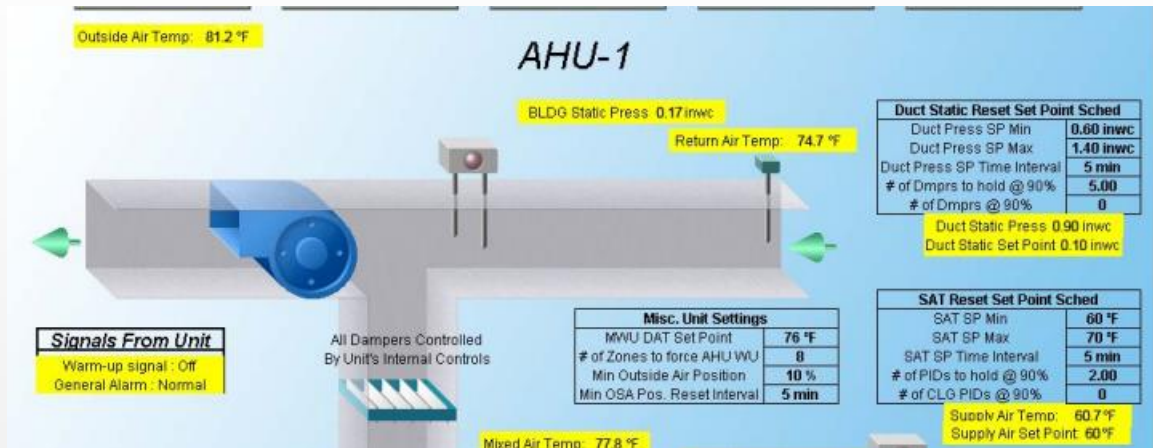 Outside Air Temp: 81.2 ºF
AHU-1
BLDG Static Press 0.17 inwc
Return Air Temp: 74.7 ºF
Duct Static Reset Set Point Sched
Duct Press SP Min 0.60 inwc
Duct Press SP Max 1.40 inwc
Duct Press SP Time Interval 5 min
# of Dmprs to hold @ 90% 5.00
# of Dmprs @ 90% 0
Duct Static Press 0.90 inwc
Duct Static Set Point 0.10 inwc
Signals From Unit
Warm-up signal : Off
General Alarm : Normal
All Dampers Controlled
By Unit's Internal Controls
Misc. Unit Settings
MWU DAT Set Point 76 ºF
# of Zones to force AHU WU 8
Min Outside Air Position 10 %
Min OSA Pos. Reset Interval 5 min
SAT Reset Set Point Sched
SAT SP Min 60 ºF
SAT SP Max 70 ºF
SAT SP Time Interval 5 min
# of PIDs to hold @ 90% 2.00
# of CLG PIDs @ 90% 0
Supply Air Temp: 60.7 ºF
Supply Air Set Point: 60ºF
Mixed Air Temp: 77.8 ºF